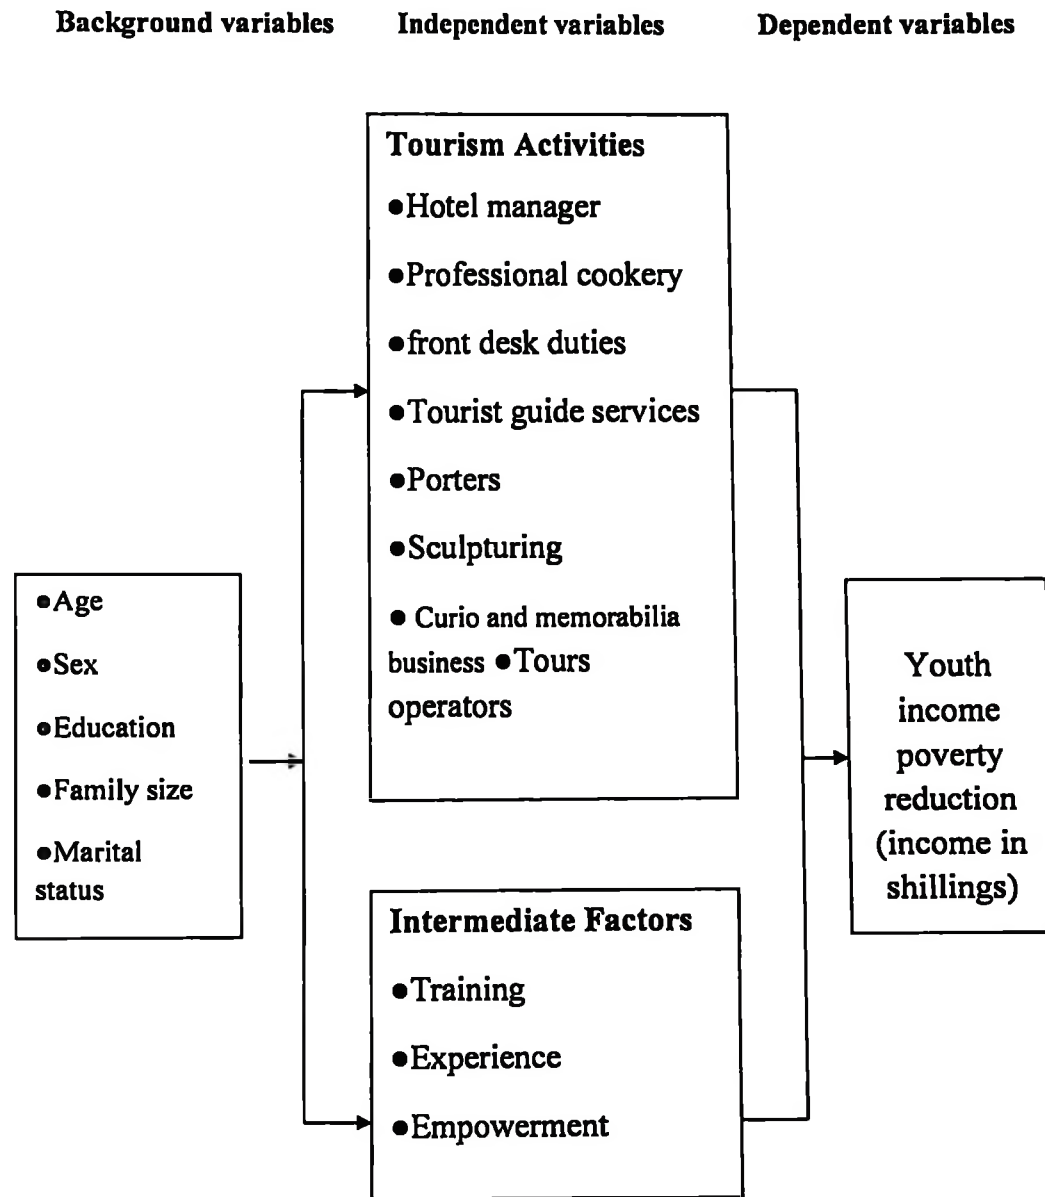 Background variables Independent variables Dependent variables
Tourism Activities
●Hotel manager
●Professional cookery
●front desk duties
●Tourist guide services
●Porters
●Sculpturing
● Curio and memorabilia
business ●Tours
operators
●Age
●Sex
●Education
●Family size
●Marital
status
Intermediate Factors
●Training
●Experience
●Empowerment
Youth
income
poverty
reduction
(income in
shillings)